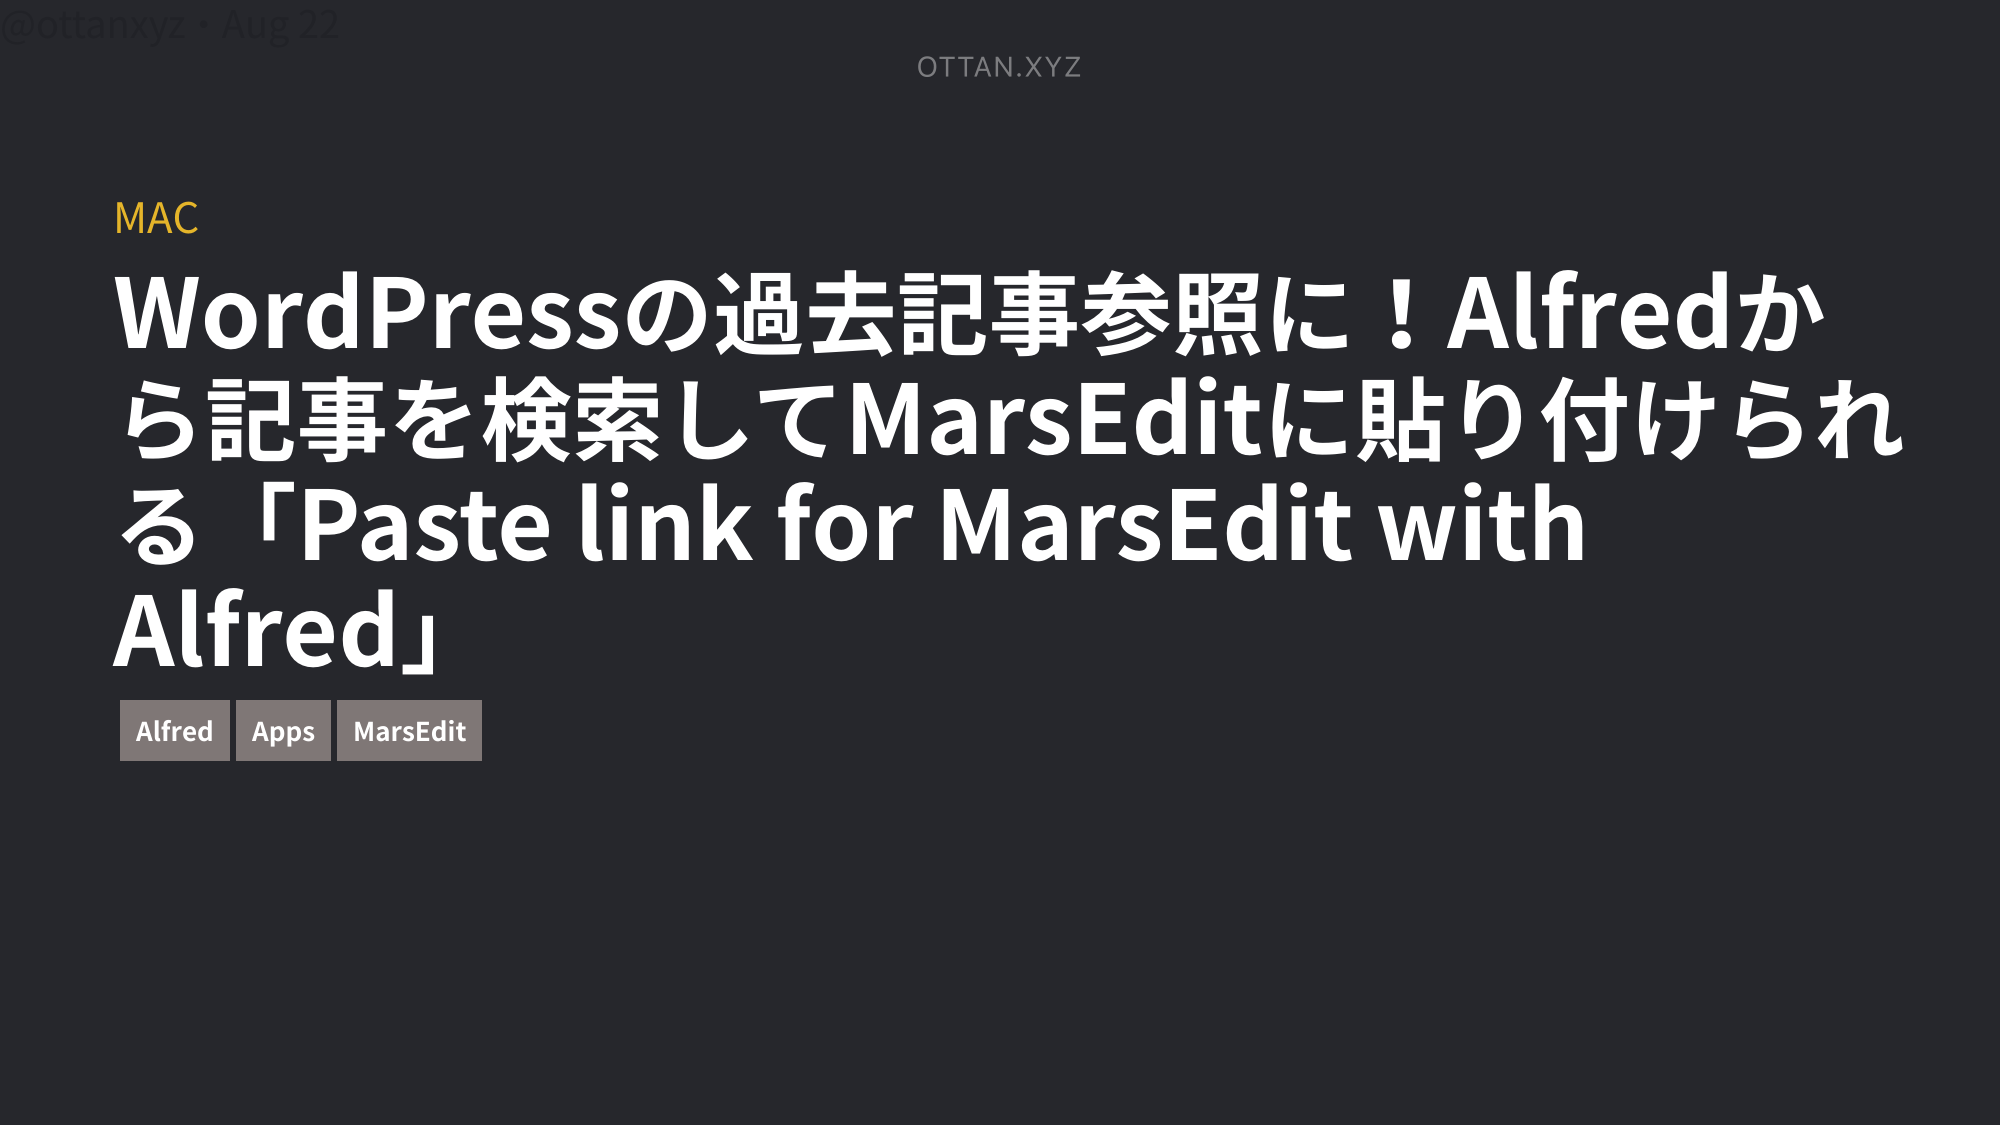 @ottanxyz・Aug 22
OTTAN.XYZ
MAC
WordPressの過去記事参照に！Alfredか
ら記事を検索してMarsEditに貼り付けられ
る「Paste link for MarsEdit with
Alfred」
Alfred Apps MarsEdit